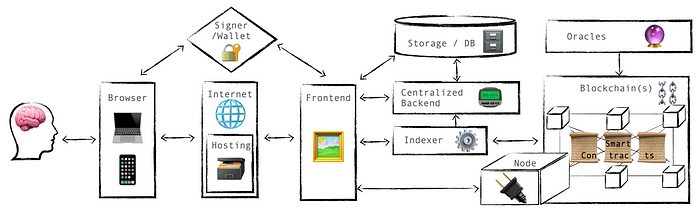 Signer
/Wallet
Storage / DB
Oracles
Browser
Internet
Frontend
Centralized
Backend
Blockchain(s)
Hosting
Indexer
Smart
Con trac ts
Node